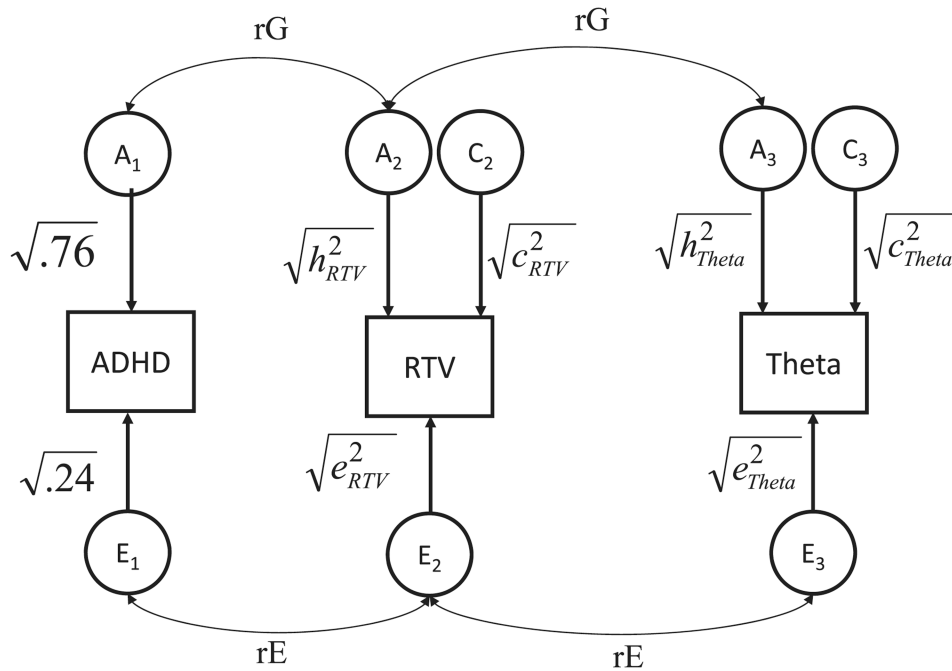 rG
rG
A₁
A₂
C₂
A₃
C₃
√.76
√h²RTV
√c²RTV
√h²Theta
√c²Theta
ADHD
RTV
Theta
√.24
√e²RTV
√e²Theta
E₁
E₂
E₃
rE
rE